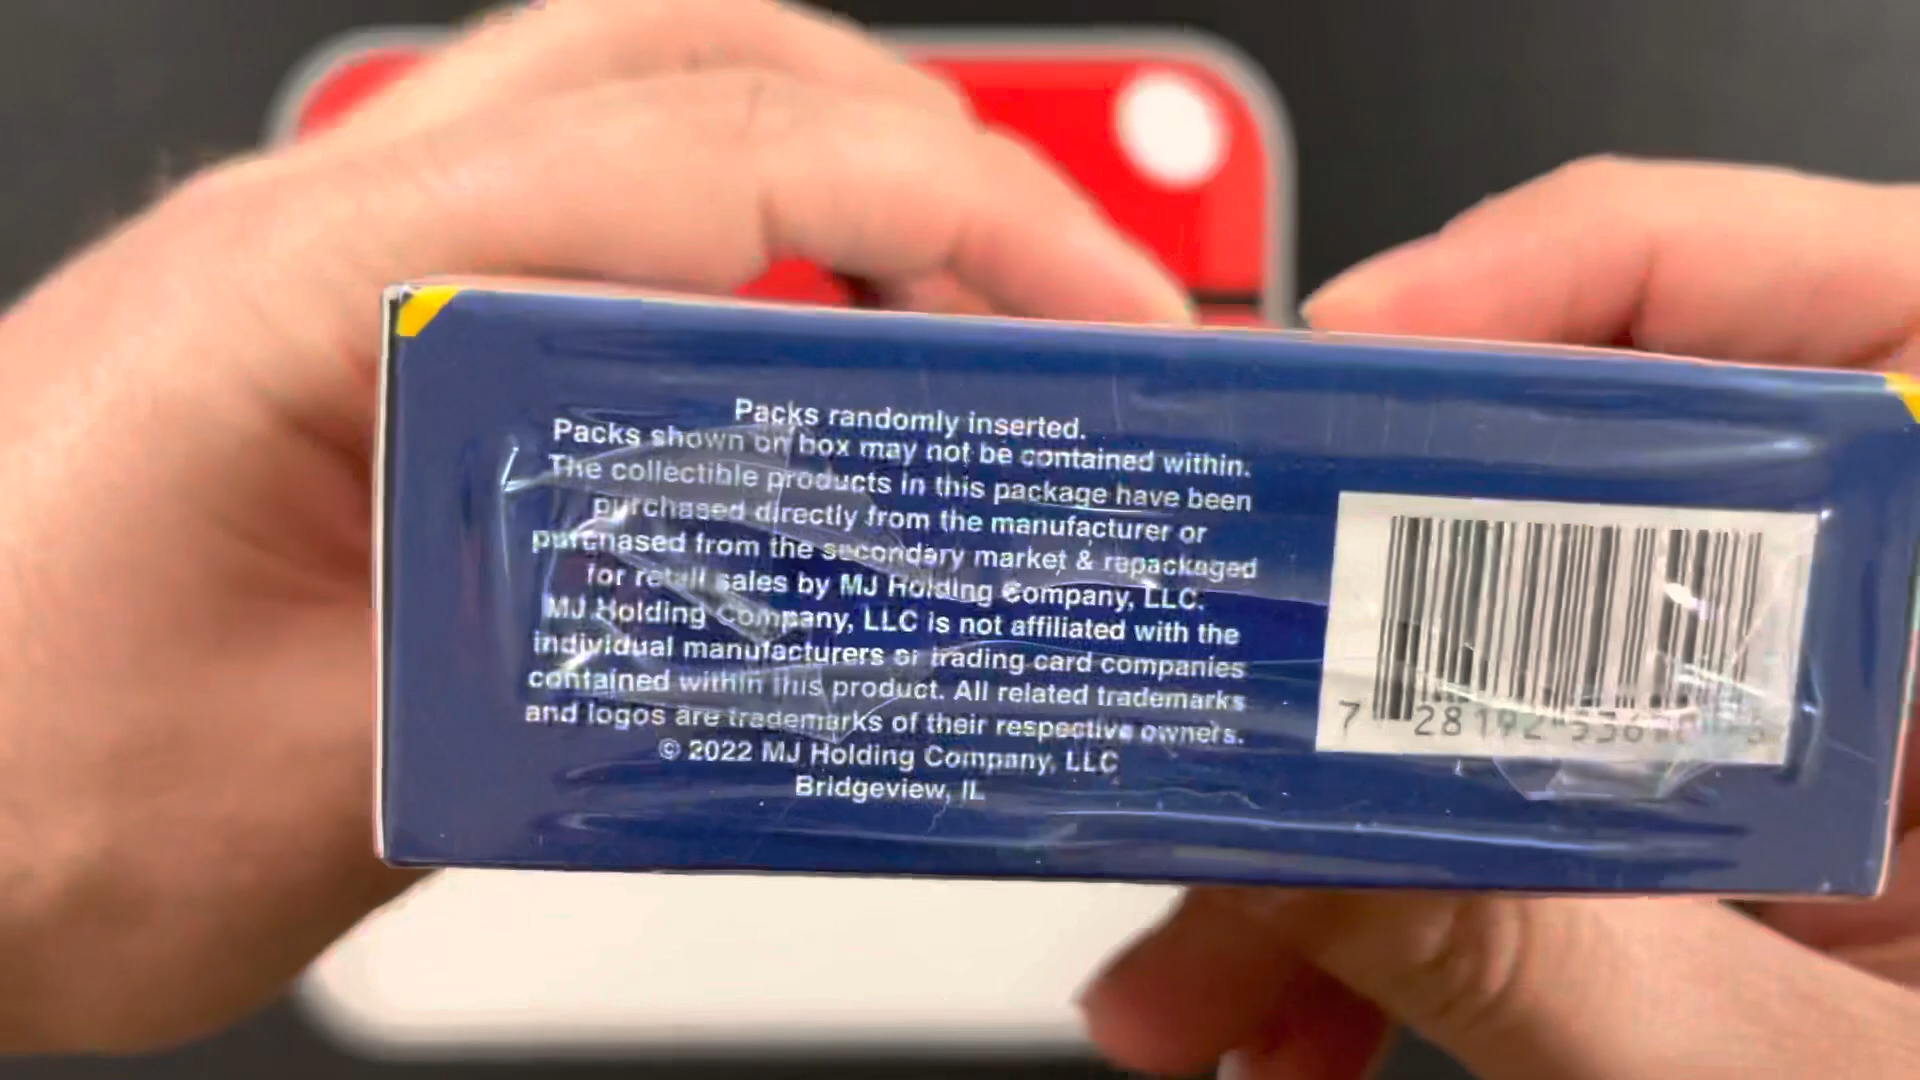 Packs randomly inserted.
Packs shown on box may not be contained within.
The collectible products in this package have been
purchased directly from the manufacturer or
purchased from the secondary market & repackaged
for retail sales by MJ Holding Company, LLC.
MJ Holding Company, LLC is not affiliated with the
individual manufacturers or trading card companies
contained within this product. All related trademarks
and logos are trademarks of their respective owners.
© 2022 MJ Holding Company, LLC
Bridgeview, IL
7 28192